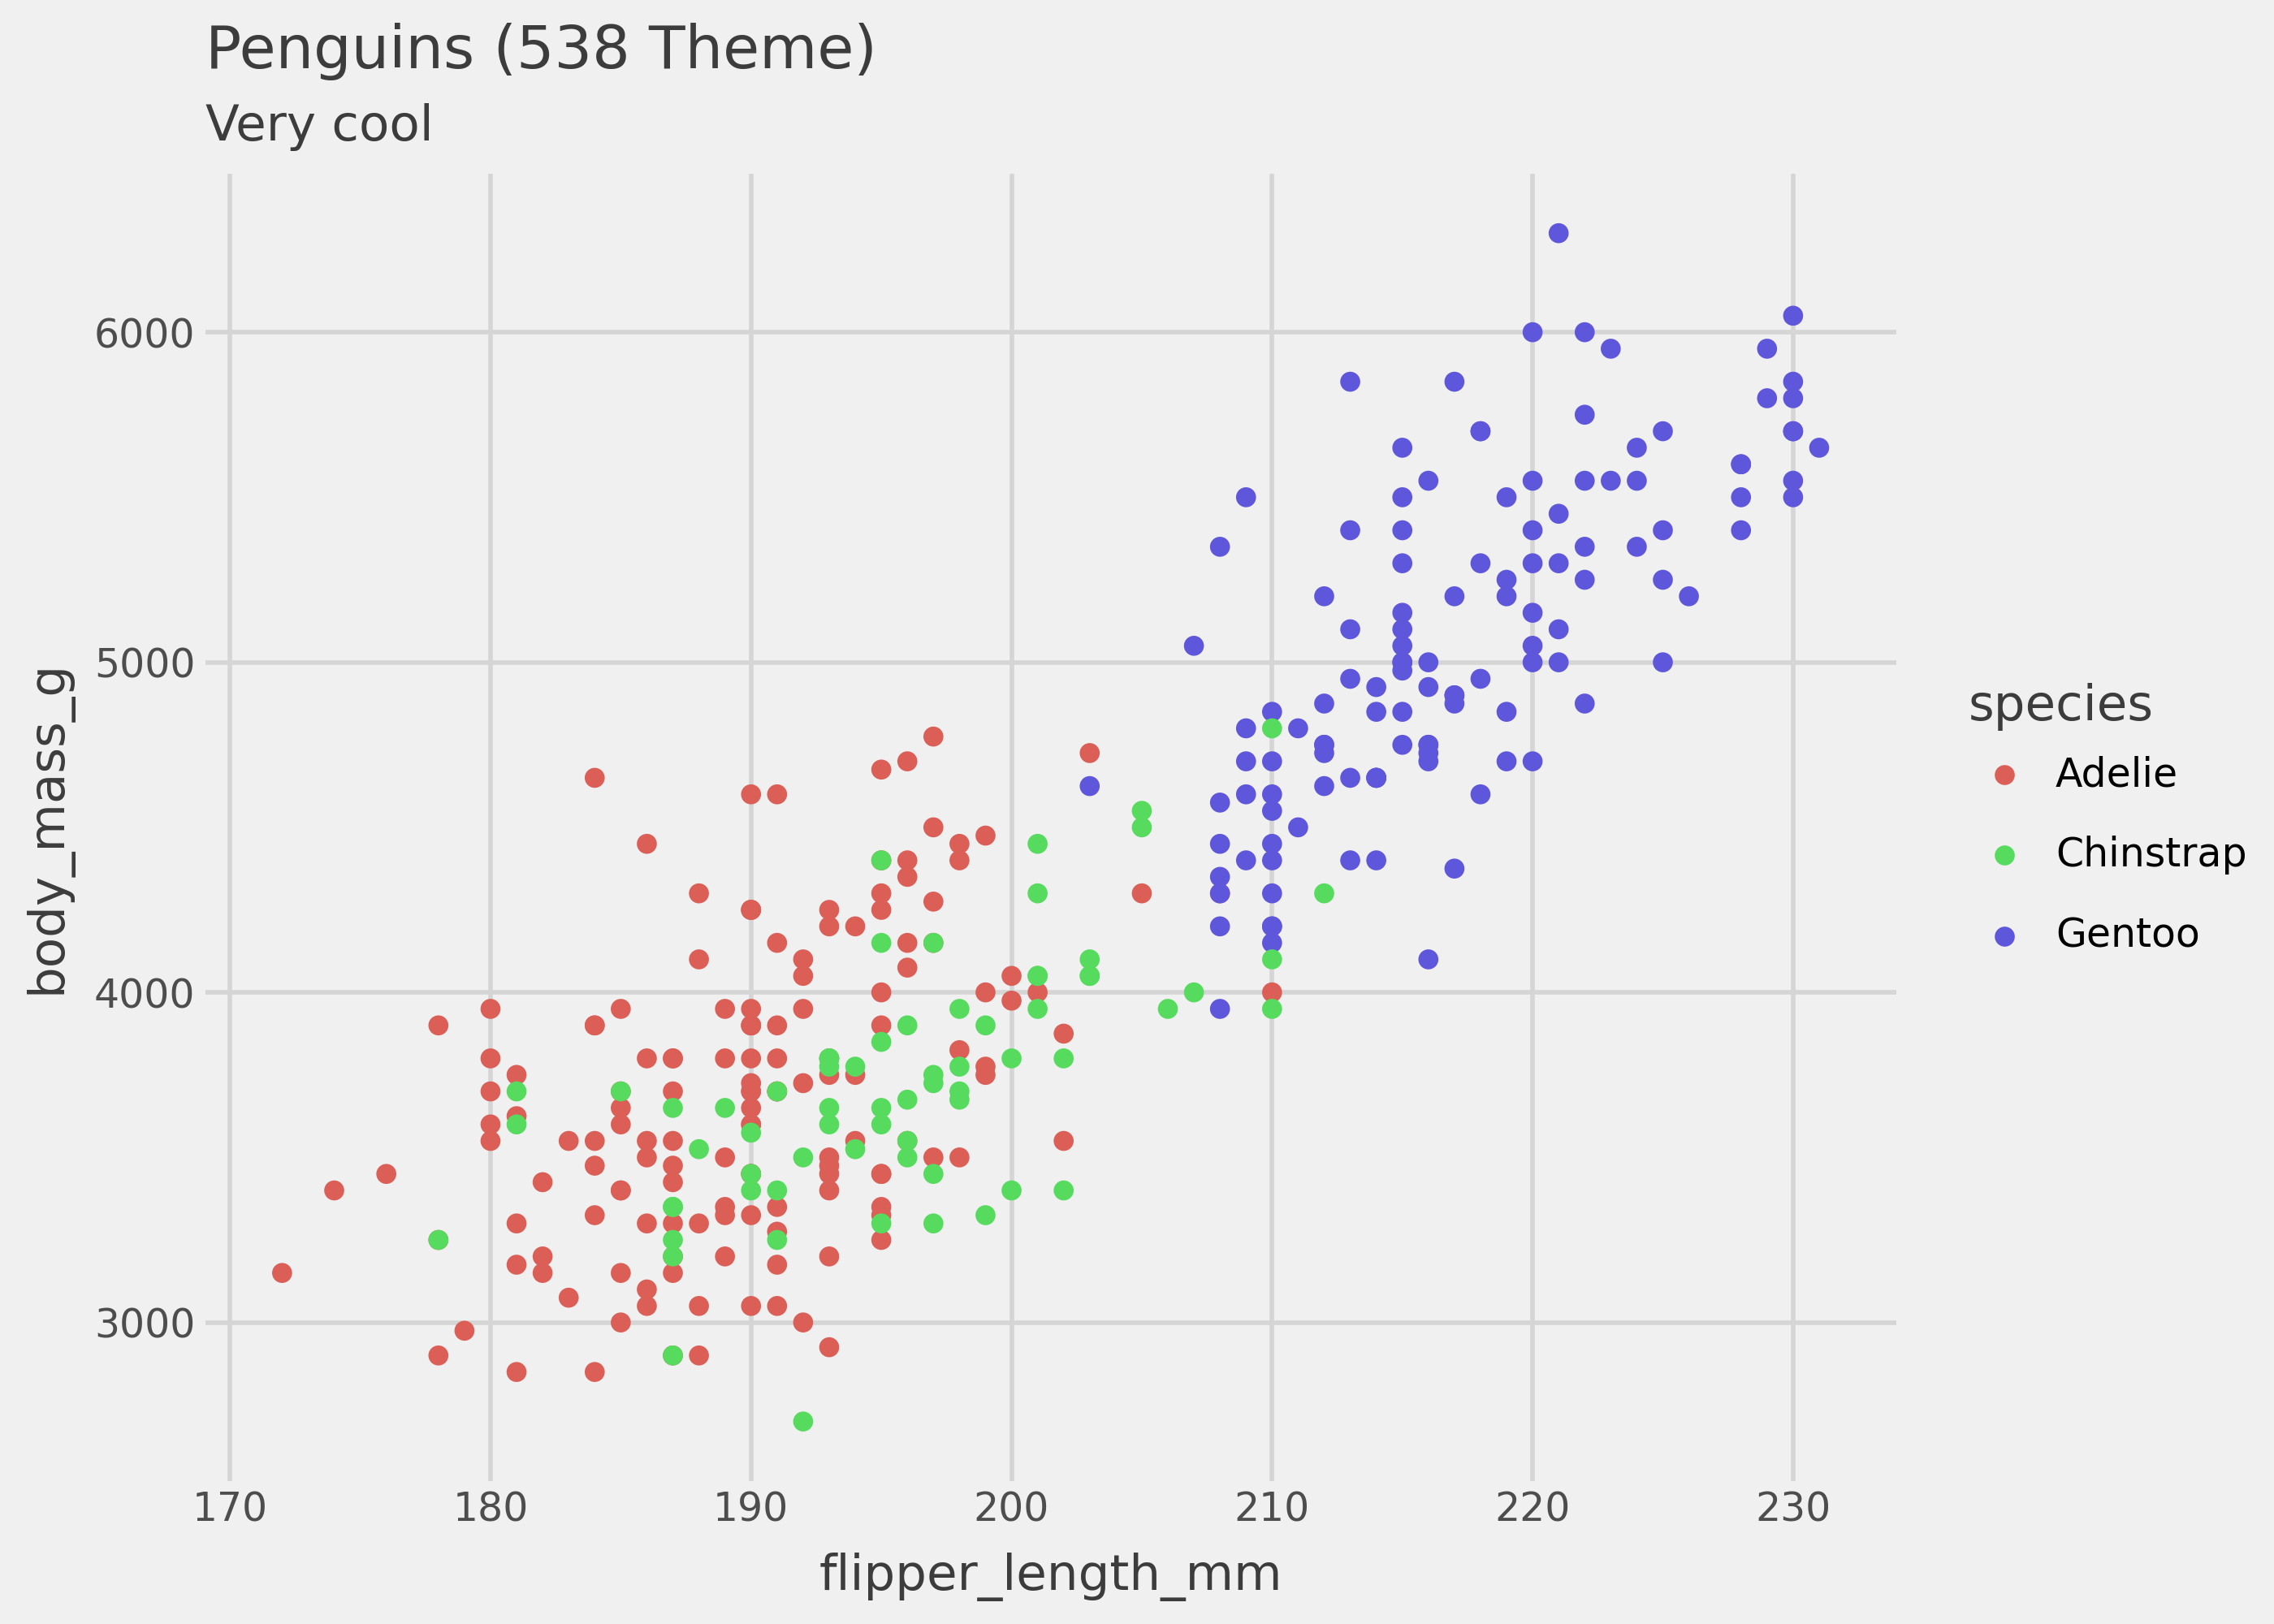 Penguins (538 Theme)
Very cool
body_mass_g
6000
5000
4000
3000
170 180 190 200 210 220 230
flipper_length_mm
species
Adelie
Chinstrap
Gentoo